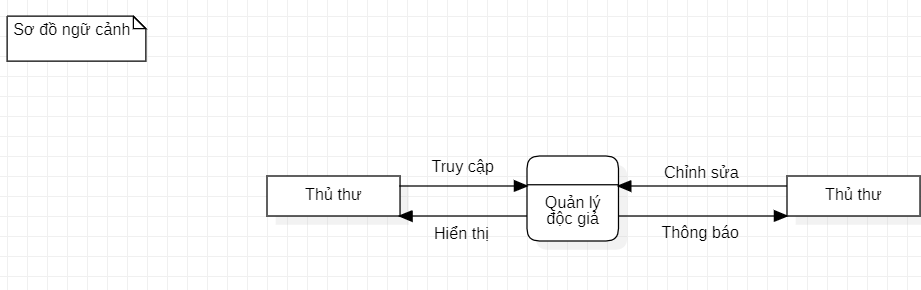 Sơ đồ ngữ cảnh
Truy cập
Chỉnh sửa
Thủ thư
Quản lý
độc giả
Thủ thư
Hiển thị
Thông báo